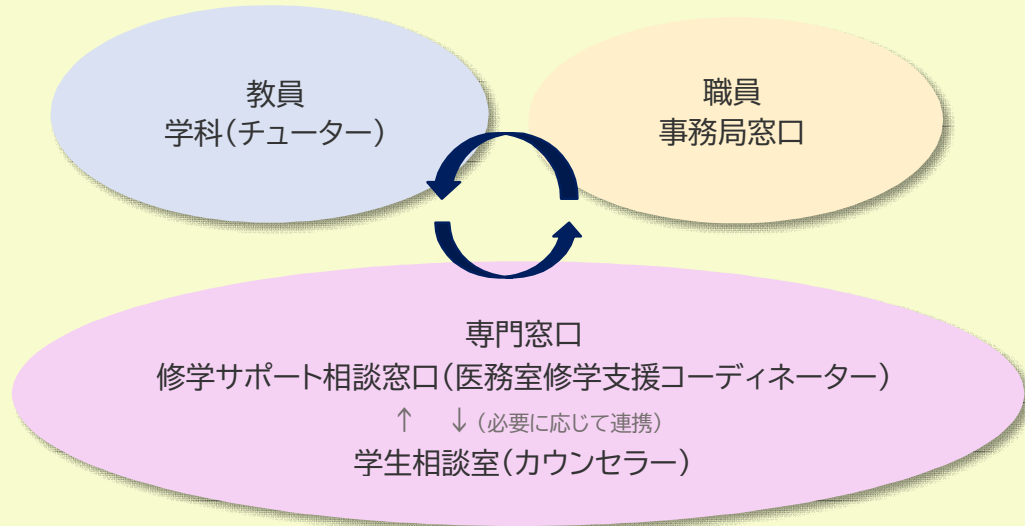 教員
学科(チューター)
職員
事務局窓口
専門窓口
修学サポート相談窓口(医務室修学支援コーディネーター)
↑ ↓(必要に応じて連携)
学生相談室(カウンセラー)